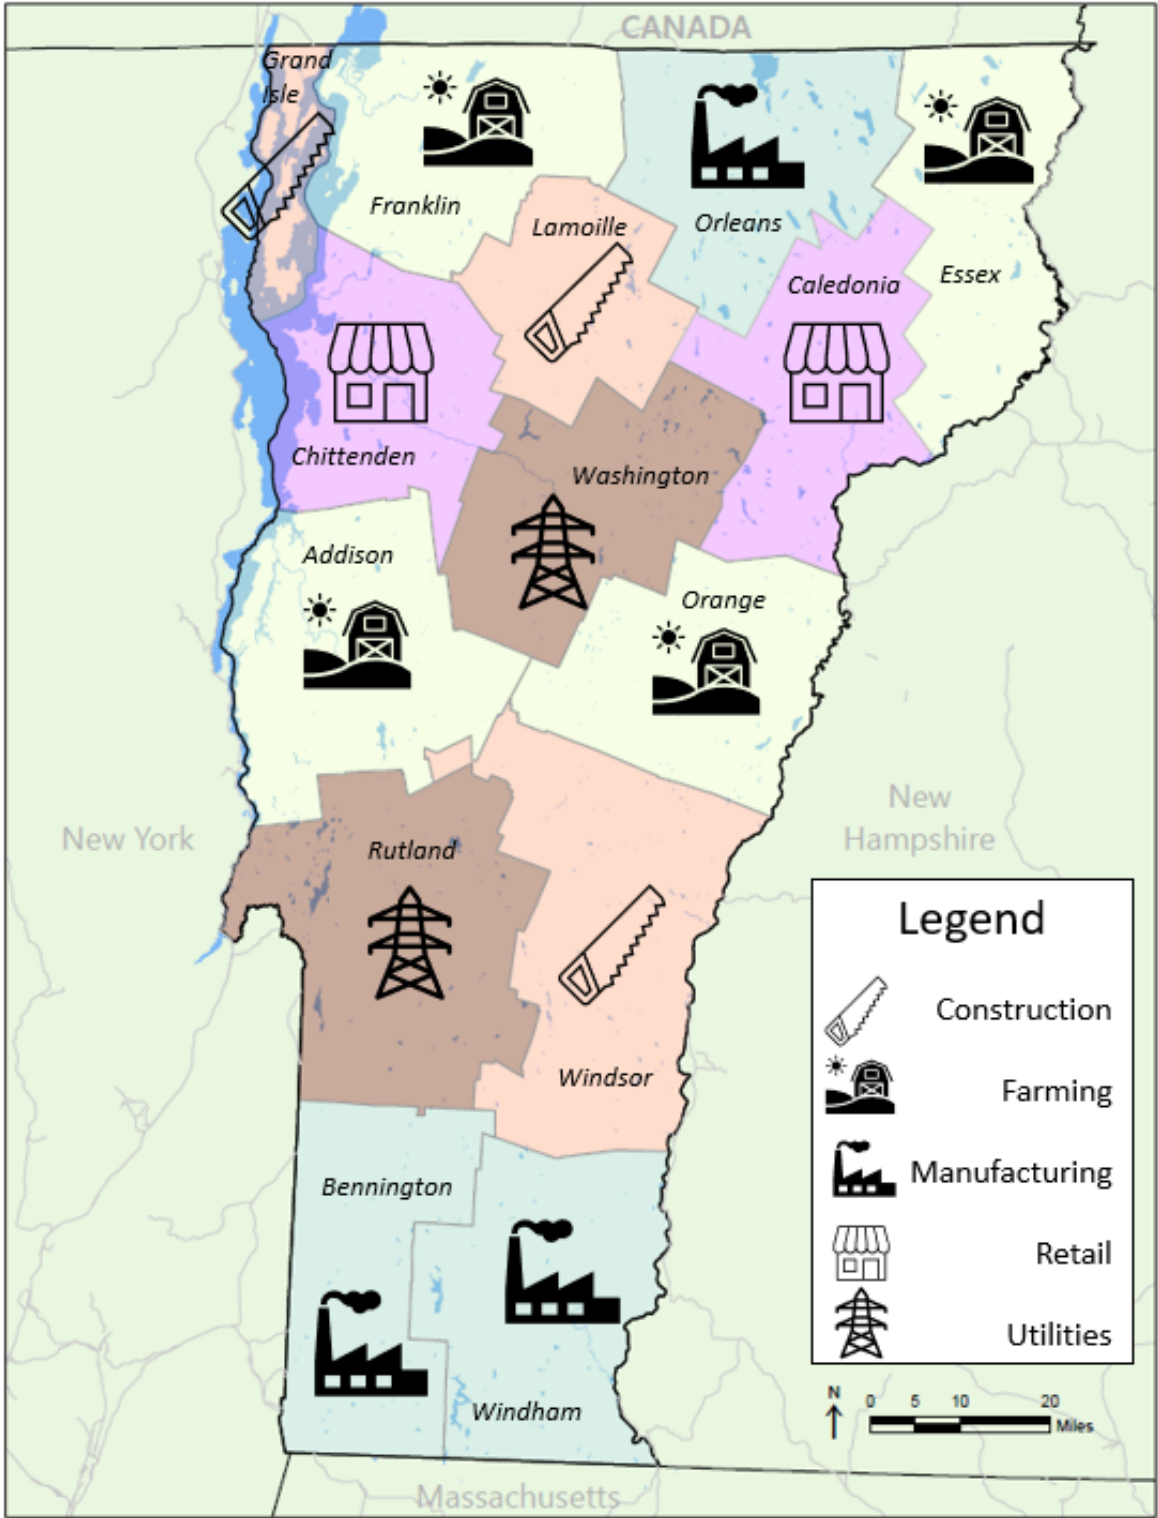 CANADA
Grand
Isle
Franklin
Lamoille
Orleans
Caledonia
Essex
Chittenden
Washington
Addison
Orange
New York
New
Hampshire
Rutland
Windsor
Bennington
Windham
Massachusetts
Legend
Construction
Farming
Manufacturing
Retail
Utilities
N
0 5 10 20
Miles